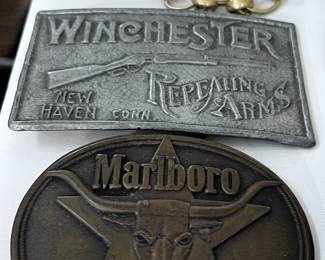 WINCHESTER
REPEATING
NEW
HAVEN CONN. ARMS
Marlboro